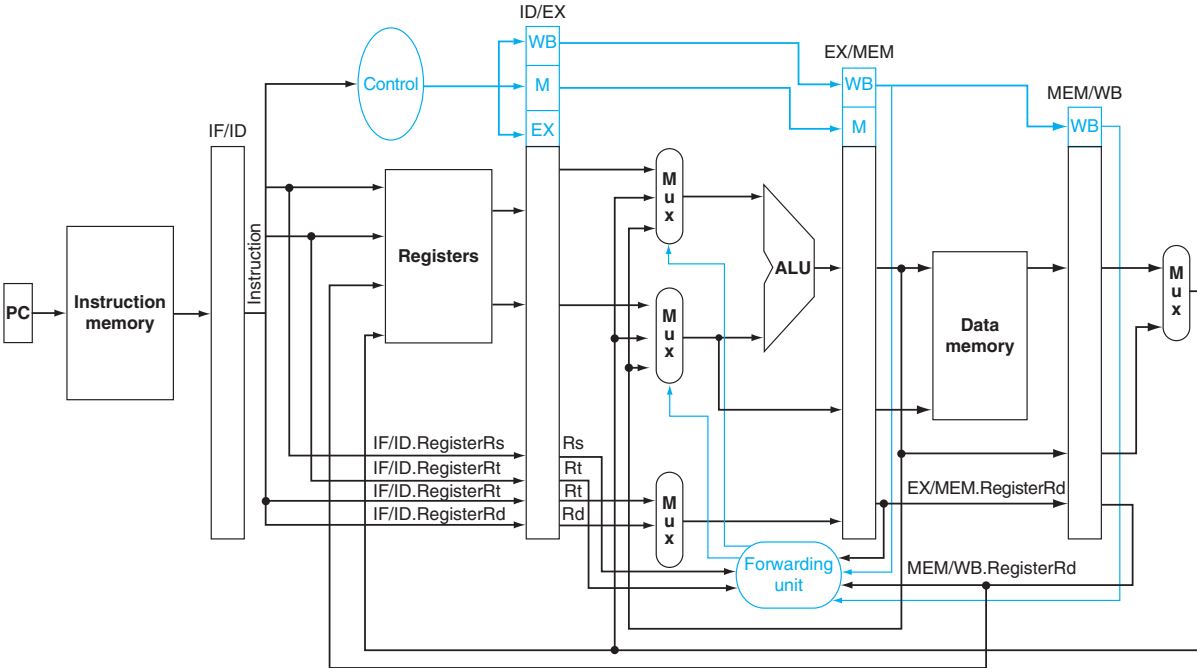 ID/EX
WB
EX/MEM
Control
M
WB
MEM/WB
IF/ID
EX
M
WB
M
u
x
Registers
Instruction
ALU
M
u
x
PC
Instruction
memory
M
u
x
Data
memory
IF/ID.RegisterRs
Rs
IF/ID.RegisterRt
Rt
IF/ID.RegisterRt
Rt
IF/ID.RegisterRd
Rd
M
u
x
EX/MEM.RegisterRd
Forwarding
unit
MEM/WB.RegisterRd